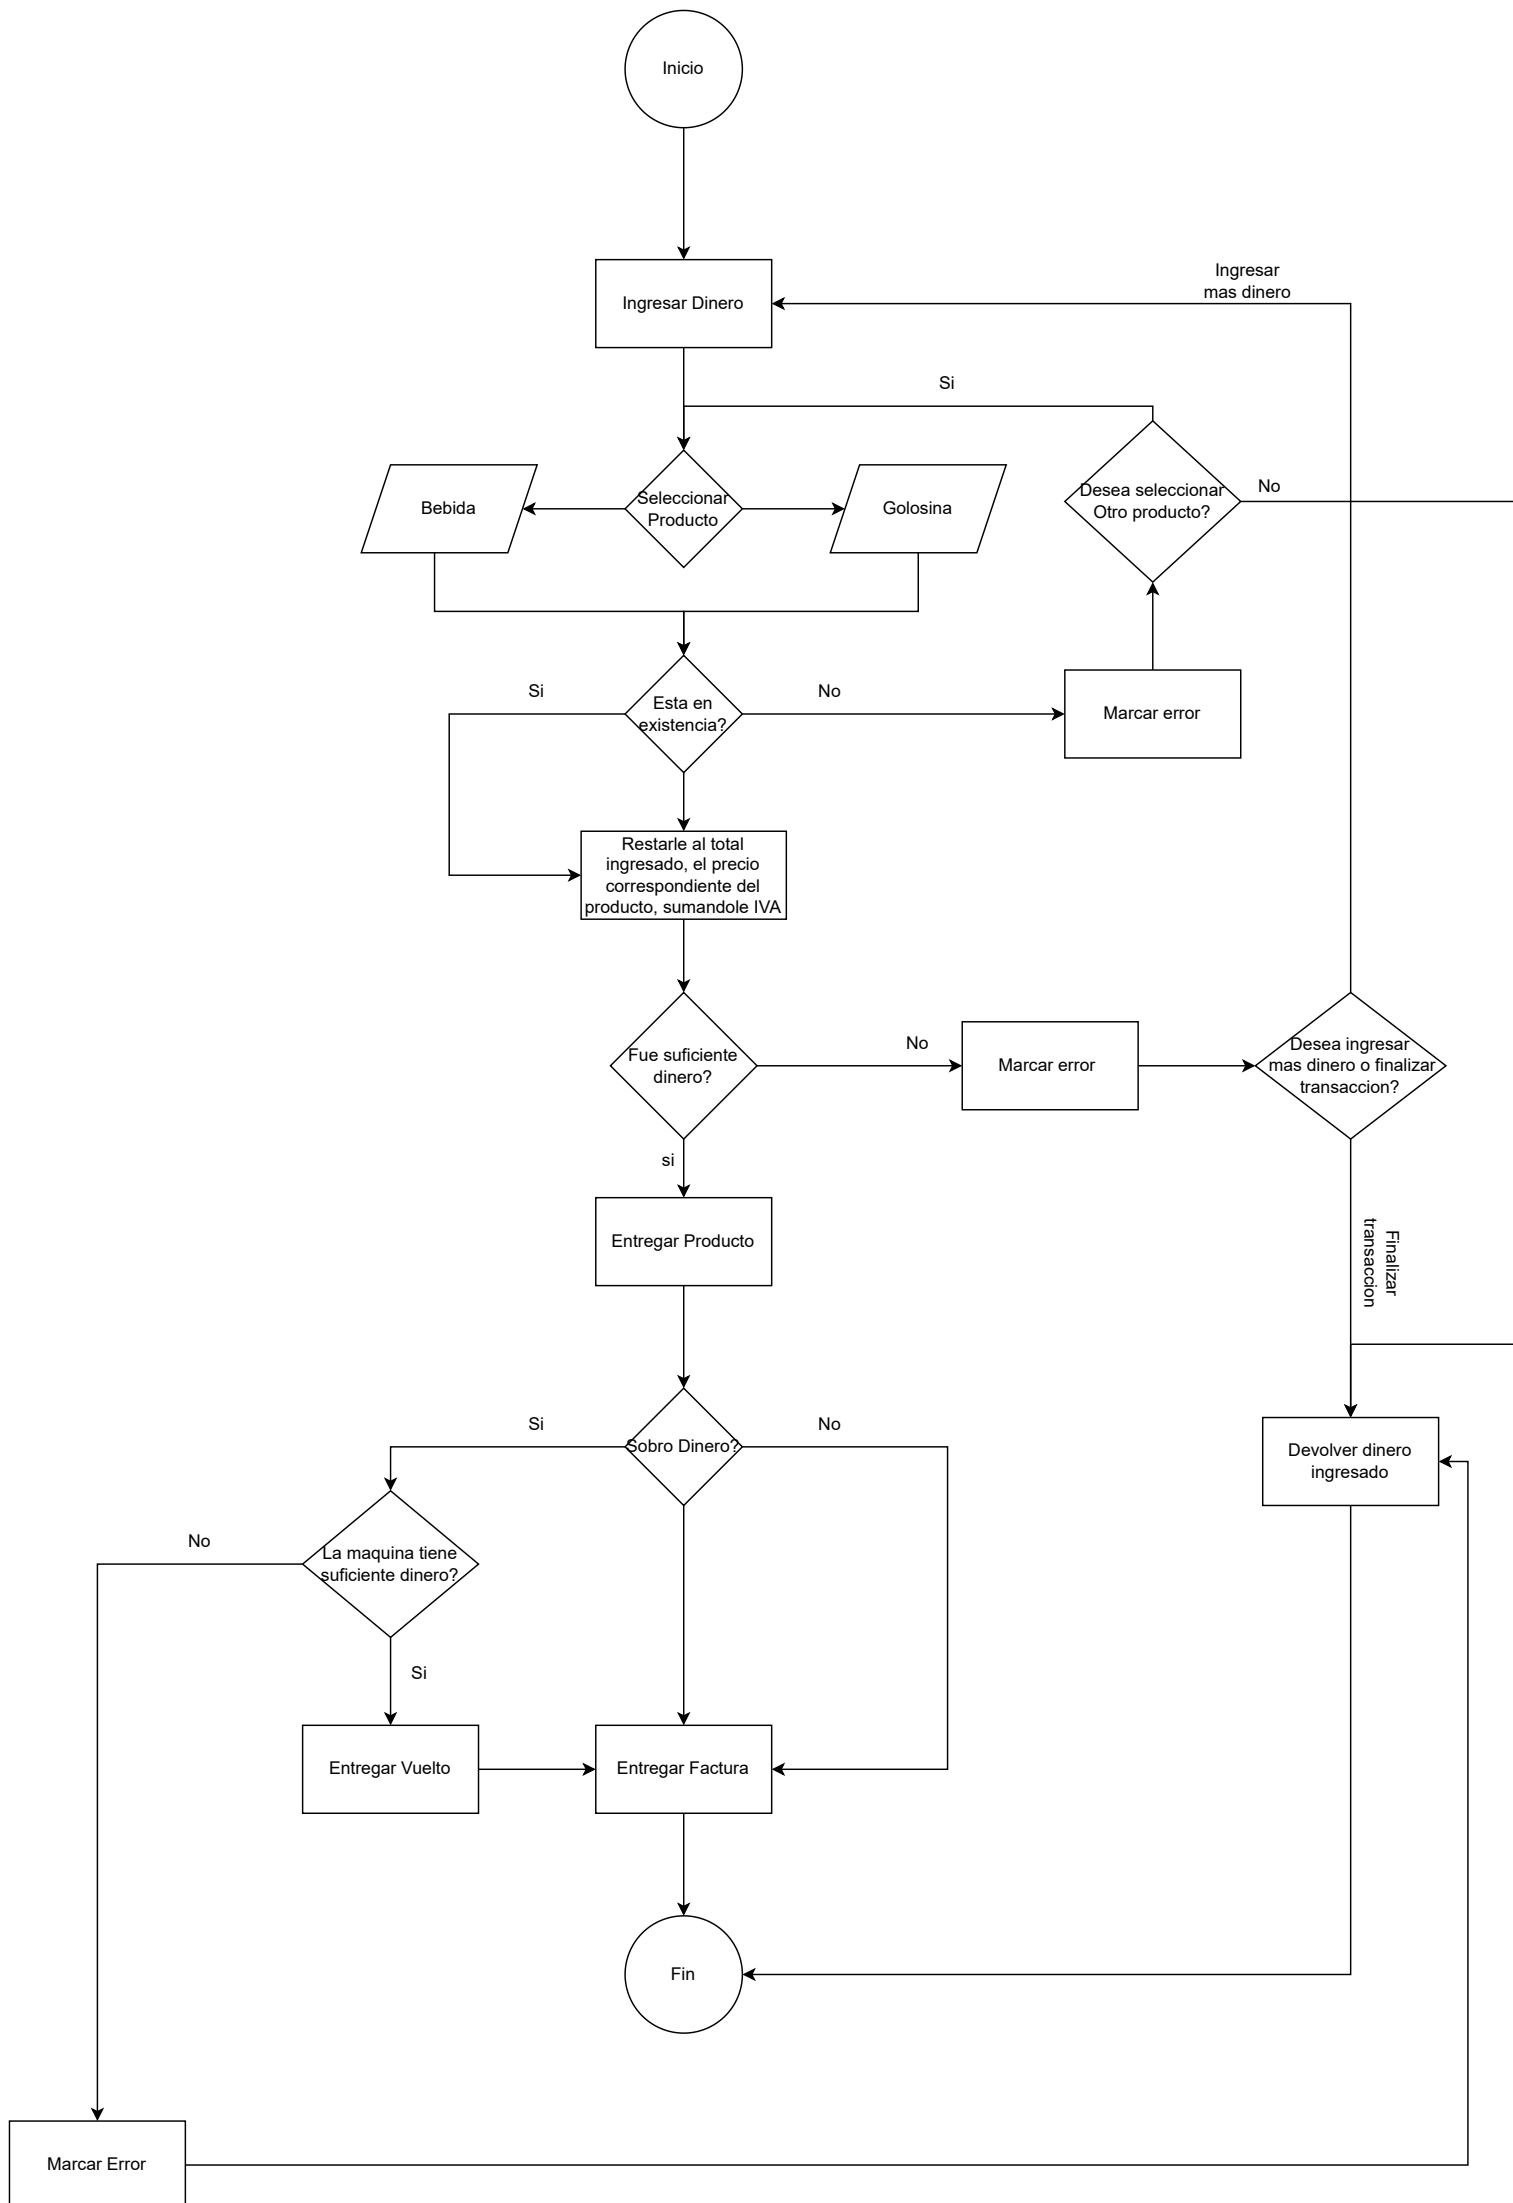 Inicio
Ingresar
mas dinero
Ingresar Dinero
Si
Bebida
Seleccionar
Producto
Golosina
Desea seleccionar
Otro producto?
No
Si
Esta en
existencia?
No
Marcar error
Restarle al total
ingresado, el precio
correspondiente del
producto, sumandole IVA
Fue suficiente
dinero?
No
Marcar error
Desea ingresar
mas dinero o finalizar
transaccion?
si
Entregar Producto
Finalizar
transaccion
Si
Sobro Dinero?
No
Devolver dinero
ingresado
No
La maquina tiene
suficiente dinero?
Si
Entregar Vuelto
Entregar Factura
Fin
Marcar Error